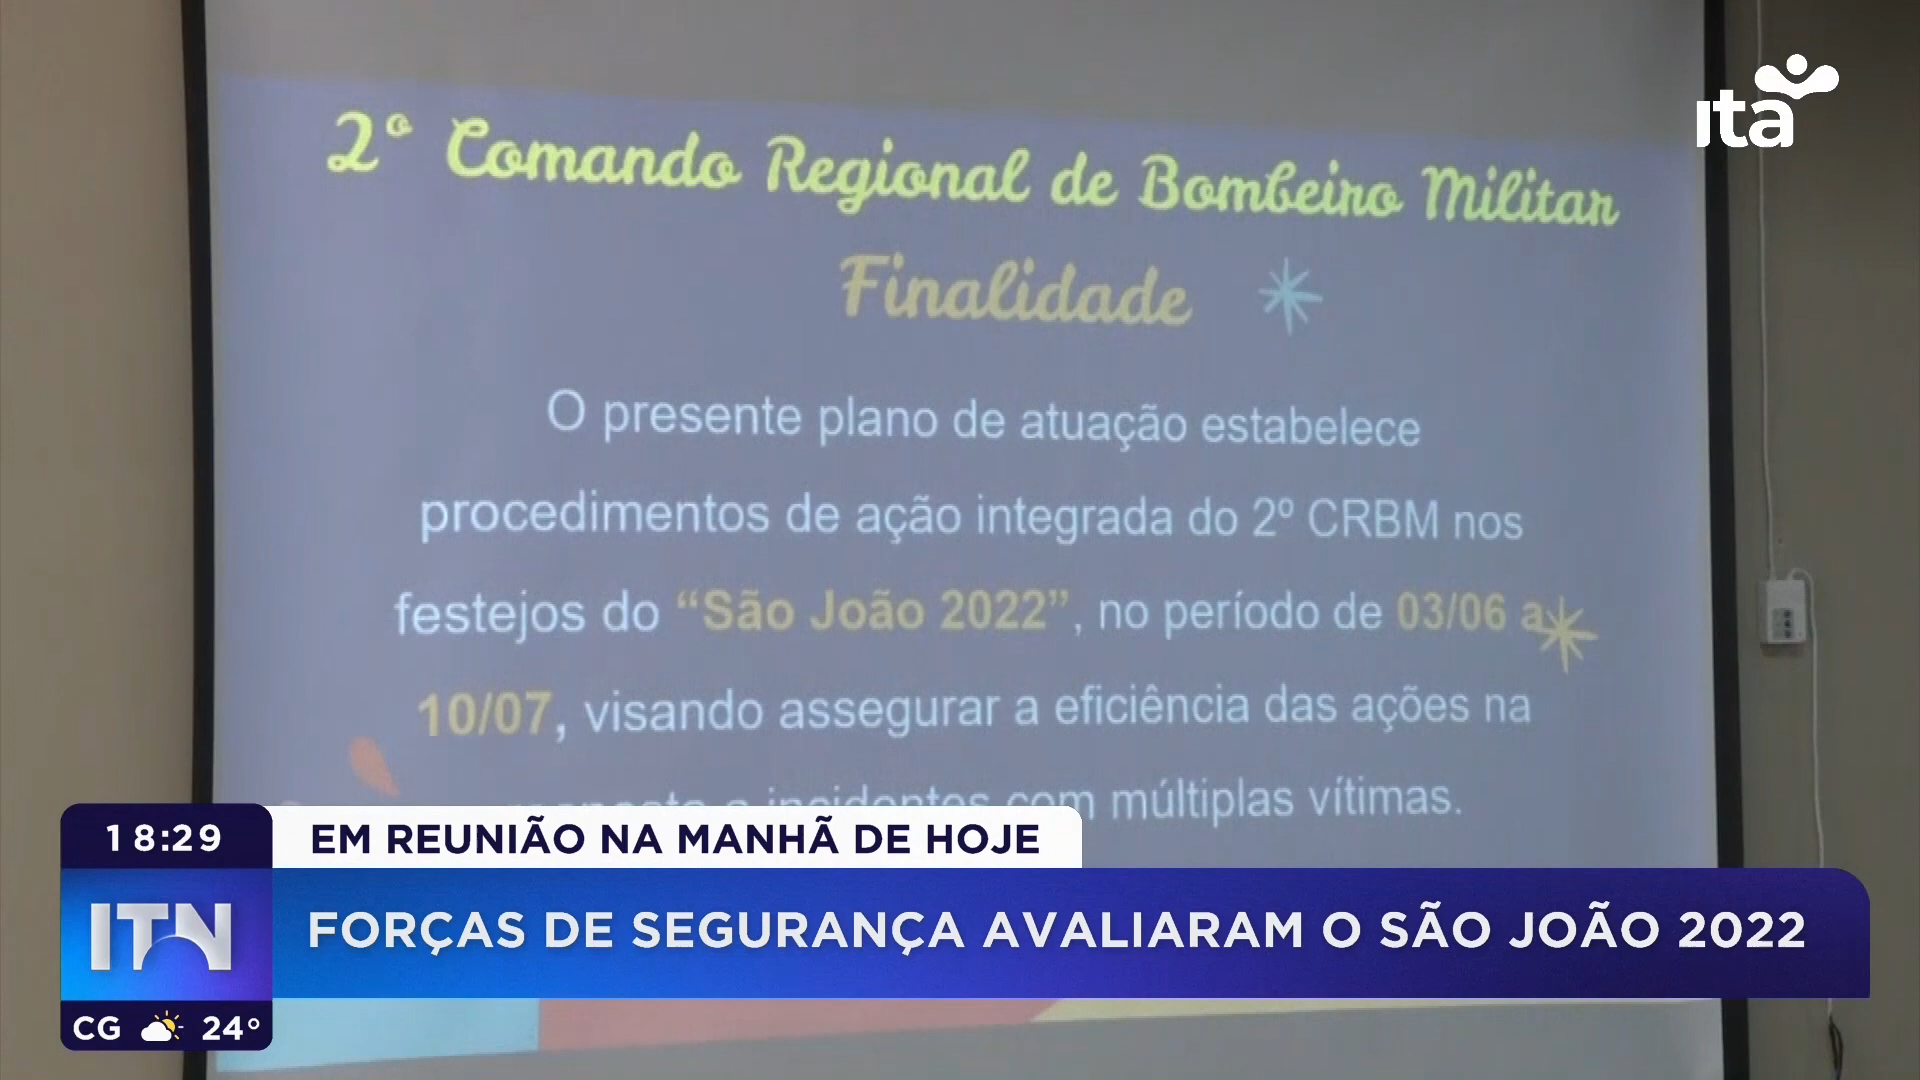 ita
2º Comando Regional de Bombeiro Militar
Finalidade
O presente plano de atuação estabelece
procedimentos de ação integrada do 2º CRBM nos
festejos do “São João 2022”, no período de 03/06 a
10/07, visando assegurar a eficiência das ações na
resposta a incidentes com múltiplas vítimas.
18:29
EM REUNIÃO NA MANHÃ DE HOJE
ITN
FORÇAS DE SEGURANÇA AVALIARAM O SÃO JOÃO 2022
CG 24°